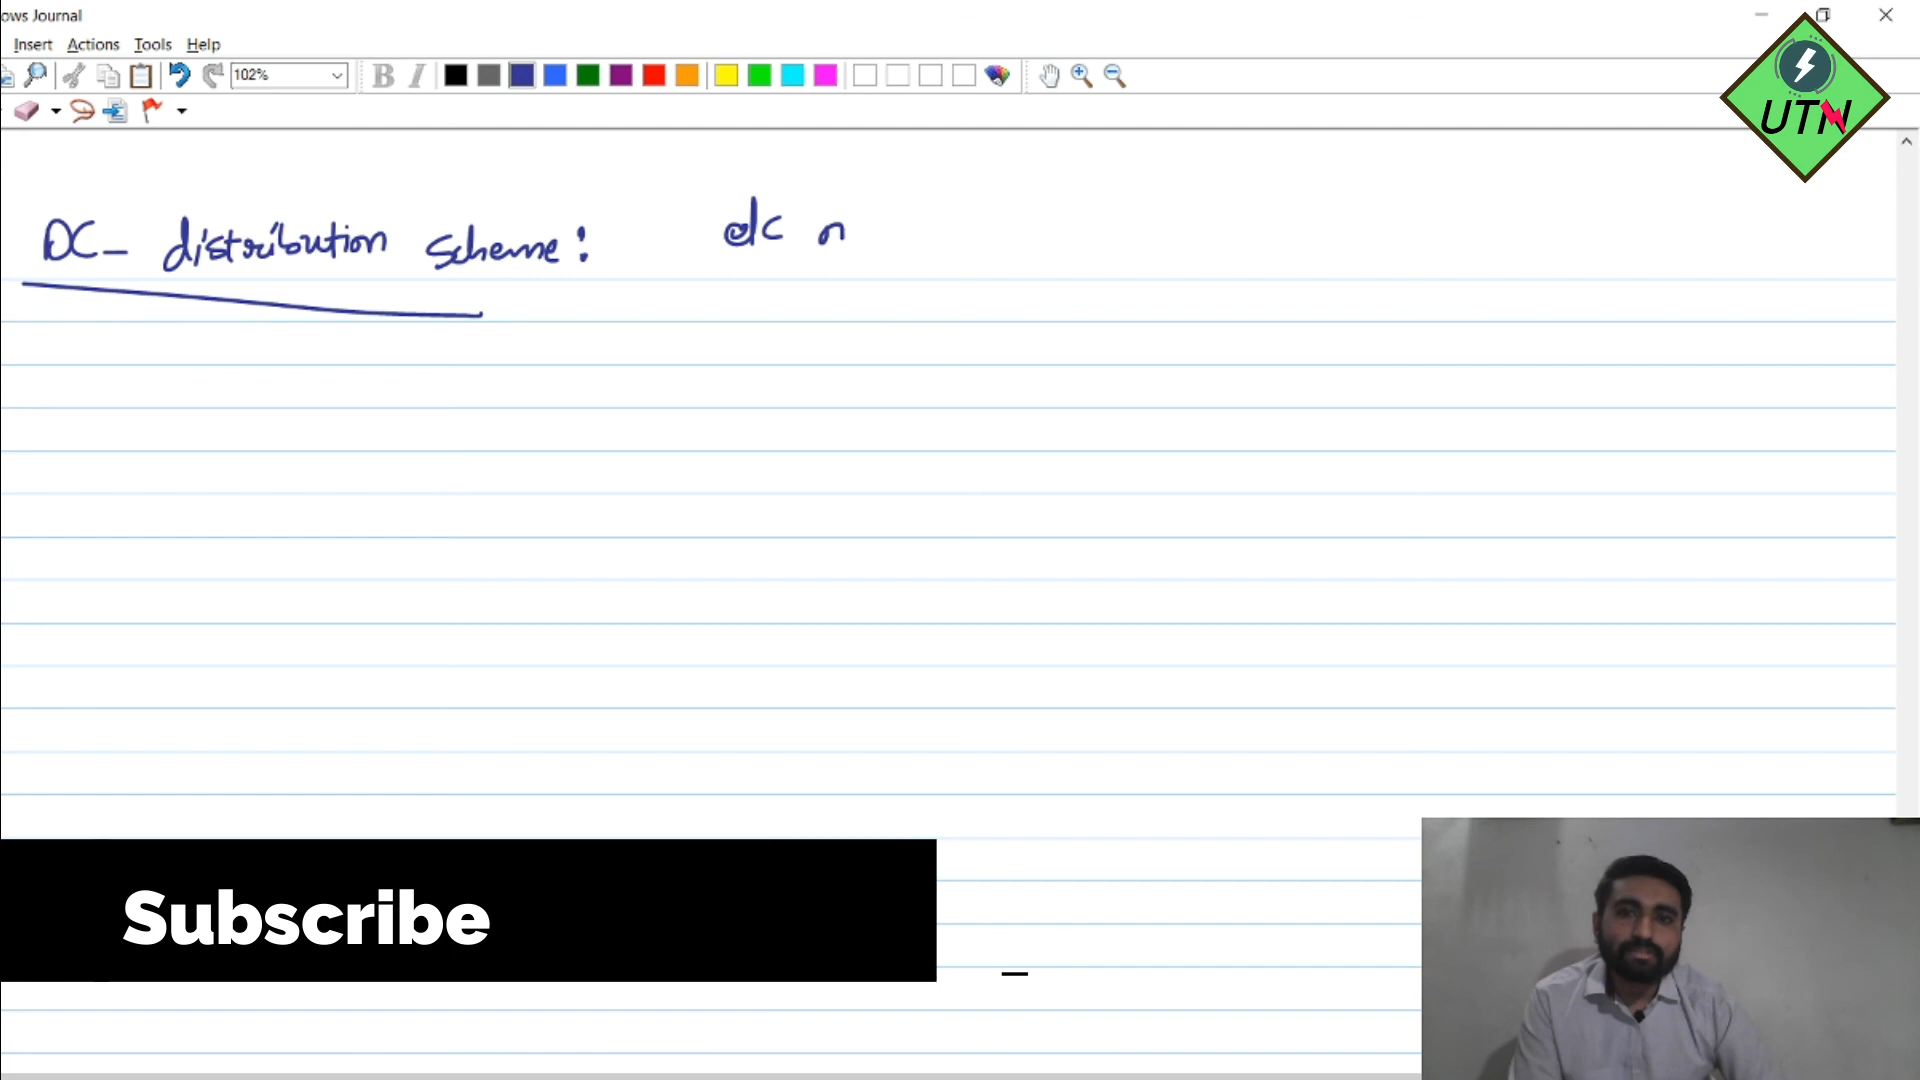 ows Journal
Insert Actions Tools Help
102% B I
UTN
DC- distribution scheme: dc n
Subscribe